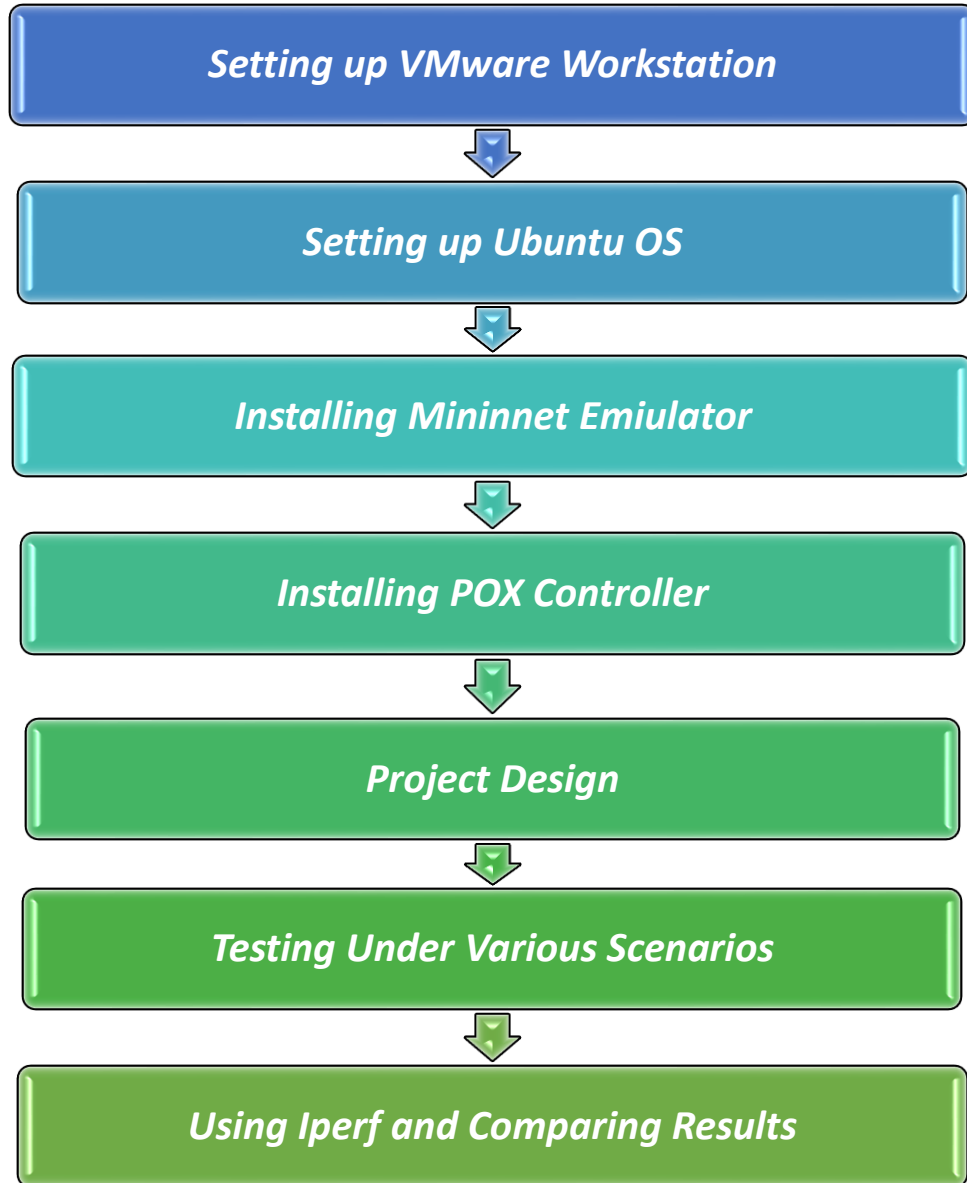 Setting up VMware Workstation
Setting up Ubuntu OS
Installing Mininnet Emiulator
Installing POX Controller
Project Design
Testing Under Various Scenarios
Using Iperf and Comparing Results